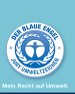 DER BLAUE ENGEL
JURY UMWELTZEICHEN
Mein Recht auf Umwelt.